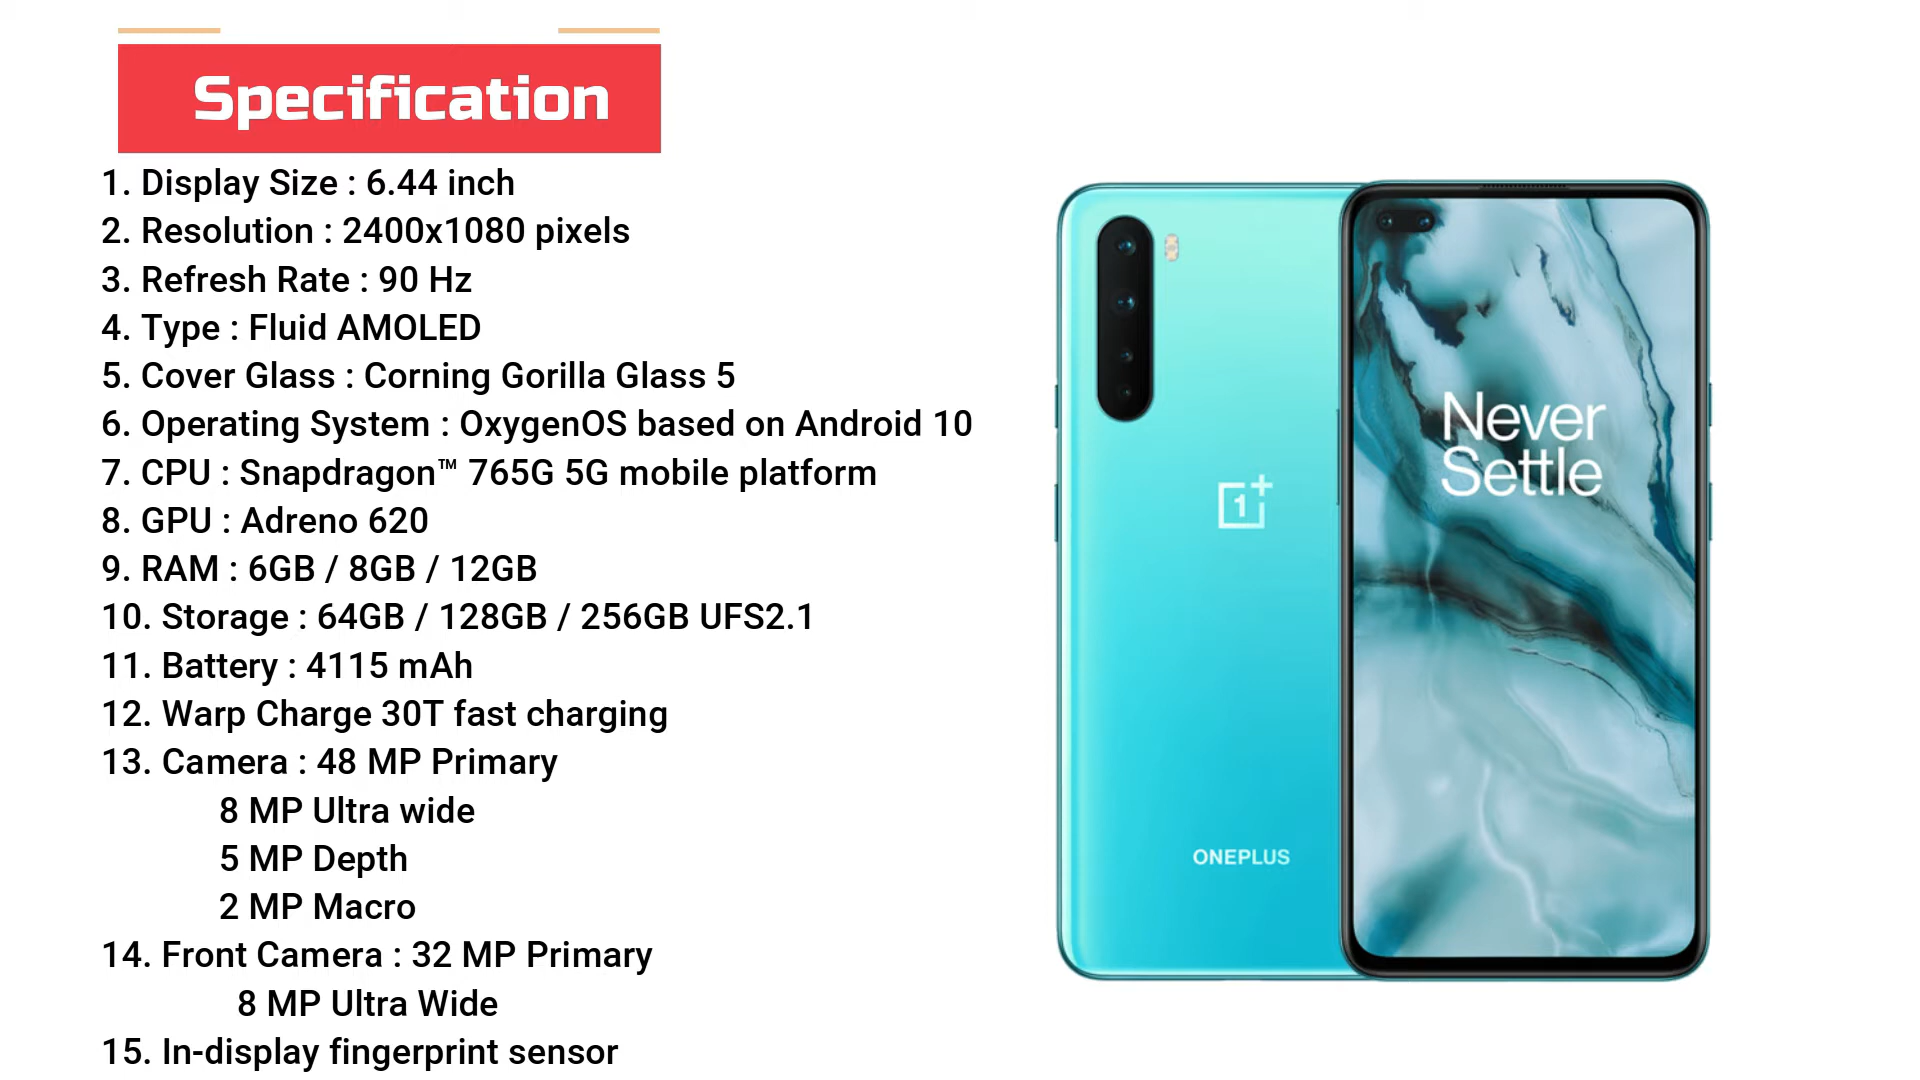 Specification
1. Display Size : 6.44 inch
2. Resolution : 2400x1080 pixels
3. Refresh Rate : 90 Hz
4. Type : Fluid AMOLED
5. Cover Glass : Corning Gorilla Glass 5
6. Operating System : OxygenOS based on Android 10
7. CPU : Snapdragon™ 765G 5G mobile platform
8. GPU : Adreno 620
9. RAM : 6GB / 8GB / 12GB
10. Storage : 64GB / 128GB / 256GB UFS2.1
11. Battery : 4115 mAh
12. Warp Charge 30T fast charging
13. Camera : 48 MP Primary
8 MP Ultra wide
5 MP Depth
2 MP Macro
14. Front Camera : 32 MP Primary
8 MP Ultra Wide
15. In-display fingerprint sensor
1+
ONEPLUS
Never
Settle